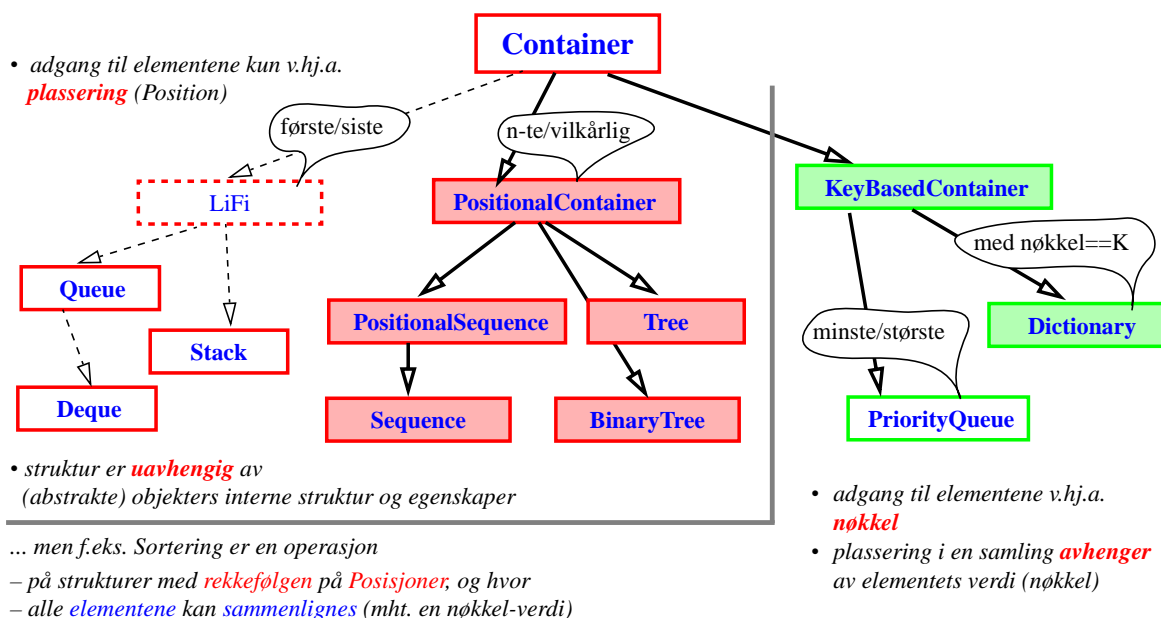 Container
• adgang til elementene kun v.hj.a.
plassering (Position)
første/siste
n-te/vilkårlig
LiFi
PositionalContainer
KeyBasedContainer
med nøkkel==K
Queue
PositionalSequence
Tree
Dictionary
minste/største
Stack
Deque
Sequence
BinaryTree
PriorityQueue
• struktur er uavhengig av
(abstrakte) objekters interne struktur og egenskaper
• adgang til elementene v.hj.a.
nøkkel
• plassering i en samling avhenger
av elementets verdi (nøkkel)
... men f.eks. Sortering er en operasjon
– på strukturer med rekkefølgen på Posisjoner, og hvor
– alle elementene kan sammenlignes (mht. en nøkkel-verdi)